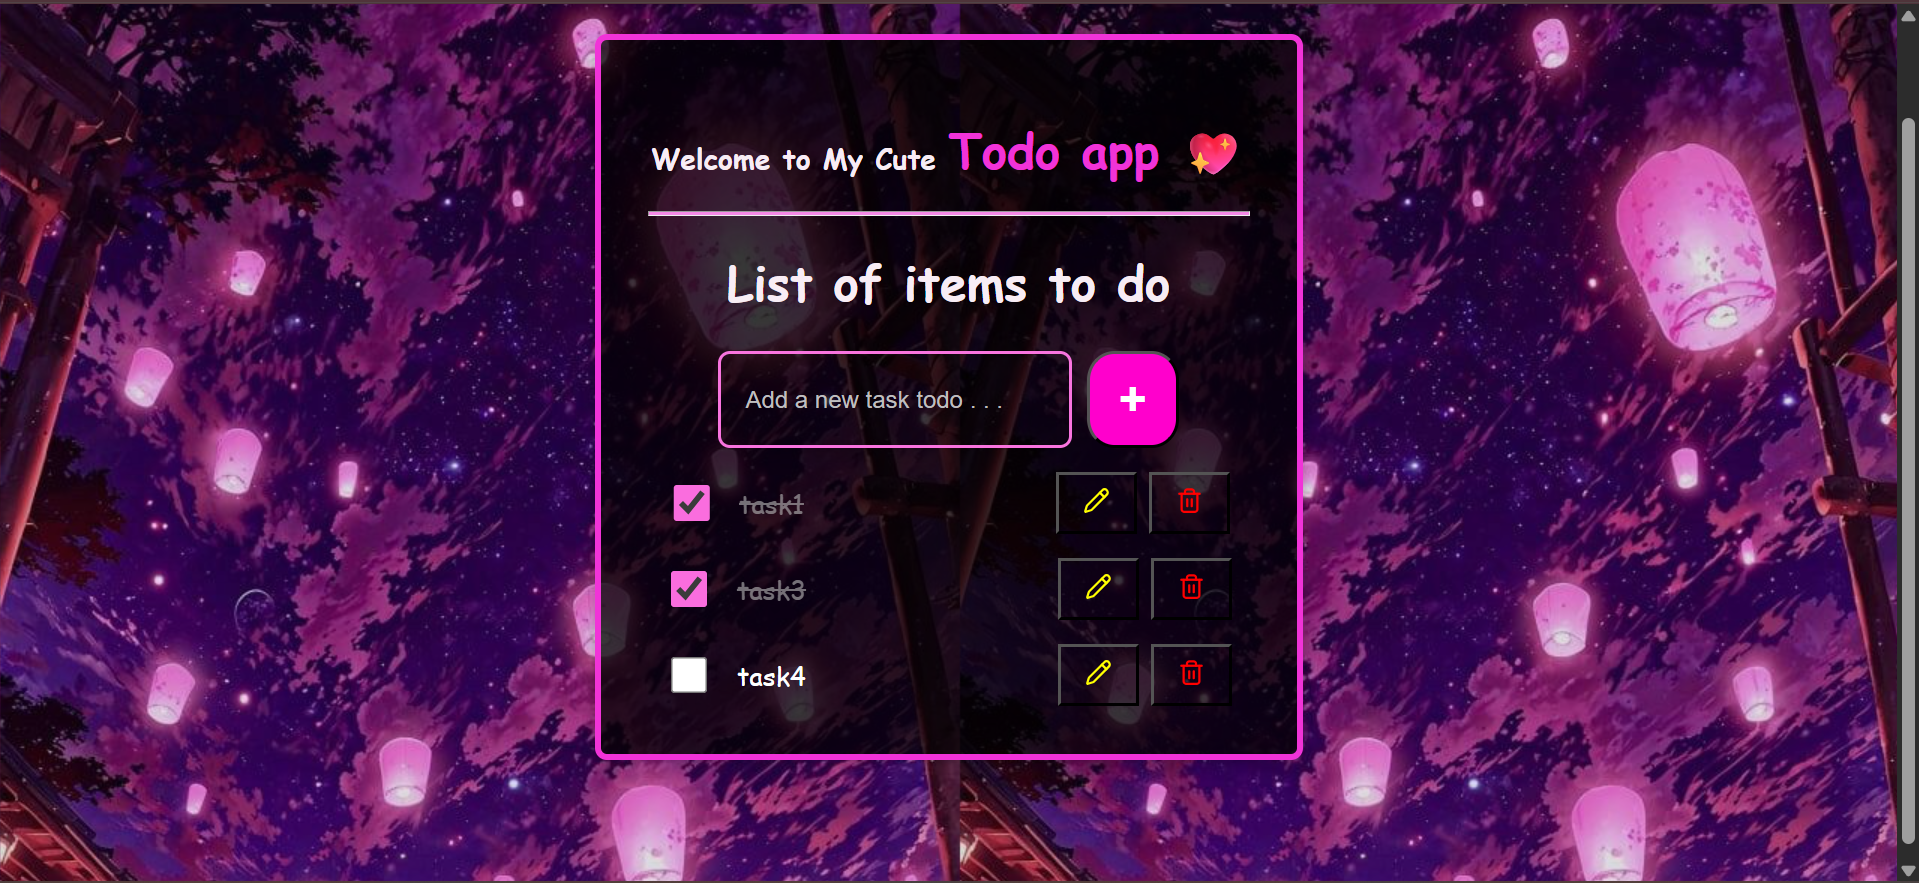 Welcome to My Cute Todo app 💖
List of items to do
Add a new task todo . . .
+
task1
task3
task4